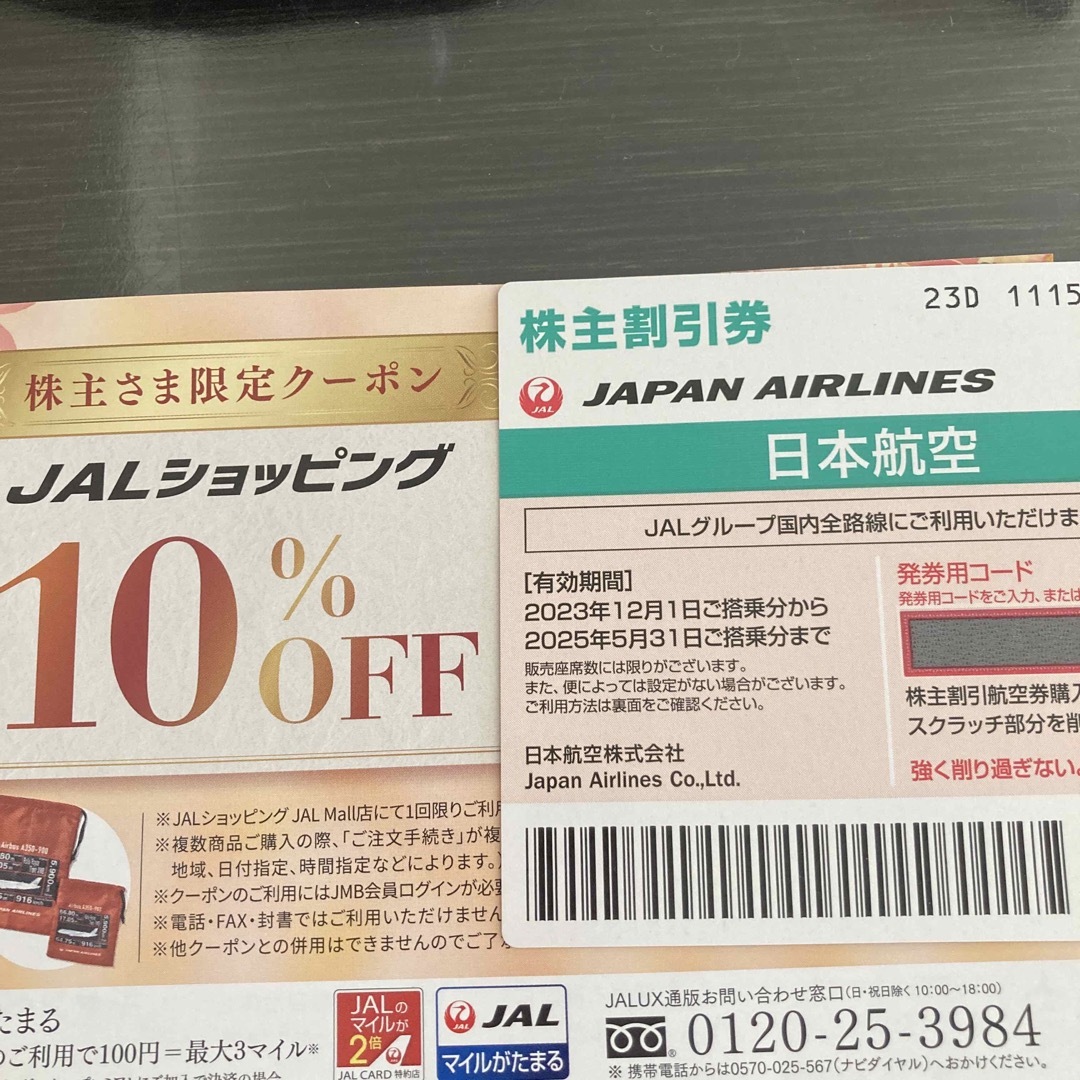 株主さま限定クーポン
JALショッピング
10% OFF
※JALショッピング JAL Mall店にて1回限りご利用
※複数商品ご購入の際、「ご注文手続き」が複
地域、日付指定、時間指定などによります。
※クーポンのご利用にはJMB会員ログインが必要
※電話・FAX・封書ではご利用いただけません
※他クーポンとの併用はできませんのでご了
Airbus A350-900
916
JAPAN AIRLINES
916
JAPAN AIRLINES
たまる
のご利用で100円=最大3マイル※
JALの
マイルが
2倍
JAL CARD 特約店
JAL
マイルがたまる
JALUX通販お問い合わせ窓口(日・祝日除く 10:00～18:00)
0120-25-3984
※ 携帯電話からは0570-025-567(ナビダイヤル)へおかけください。
23D 1115
株主割引券
JAL
JAPAN AIRLINES
日本航空
JALグループ国内全路線にご利用いただけま
[有効期間]
2023年12月1日ご搭乗分から
2025年5月31日ご搭乗分まで
販売座席数には限りがございます。
また、便によっては設定がない場合がございます。
ご利用方法は裏面をご確認ください。
日本航空株式会社
Japan Airlines Co.,Ltd.
発券用コード
発券用コードをご入力、または
株主割引航空券購入
スクラッチ部分を削
強く削り過ぎない